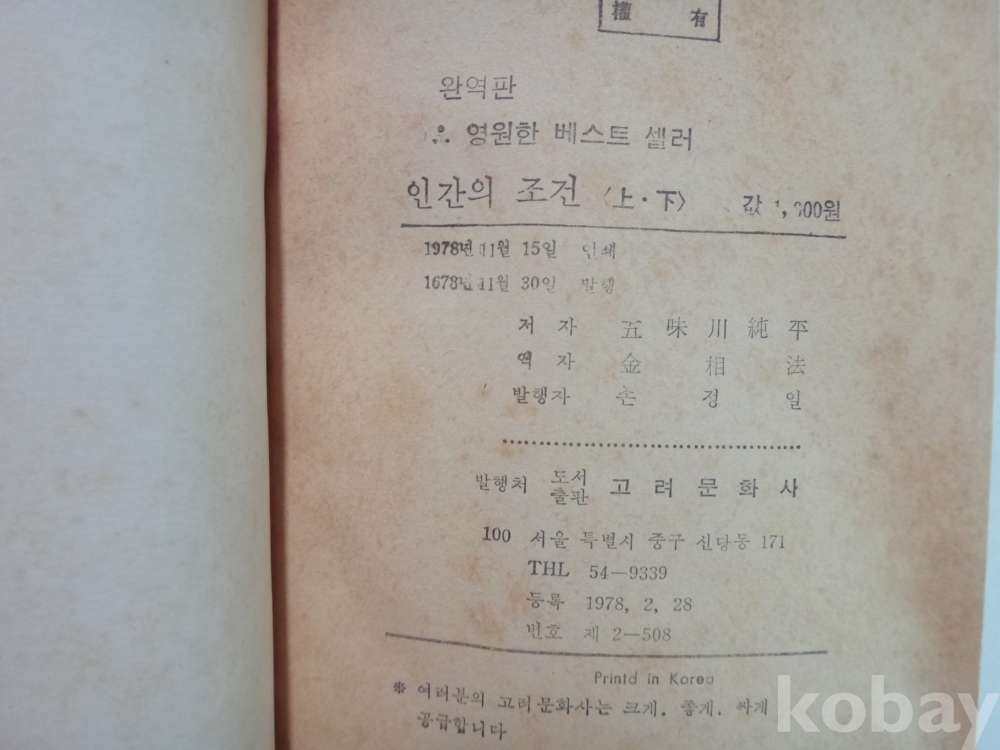 權 有
완역판
영원한 베스트 셀러
인간의 조건 〈上·下〉 값
1978년 11월 15일 인쇄
1678년 11월 30일 발행
저 자 五 味 川 純 平
역 자 金 相 法
발행자 손 정 일
발행처 도서출판 고 려 문 화 사
100 서울 특별시 중구 신당동 171
THL 54—9339
등록 1978, 2, 28
번호 제 2—508
Printd in Korea
※ 여러분의 고려문화사는 크게. 좋게. 싸게
공급합니다
kobay